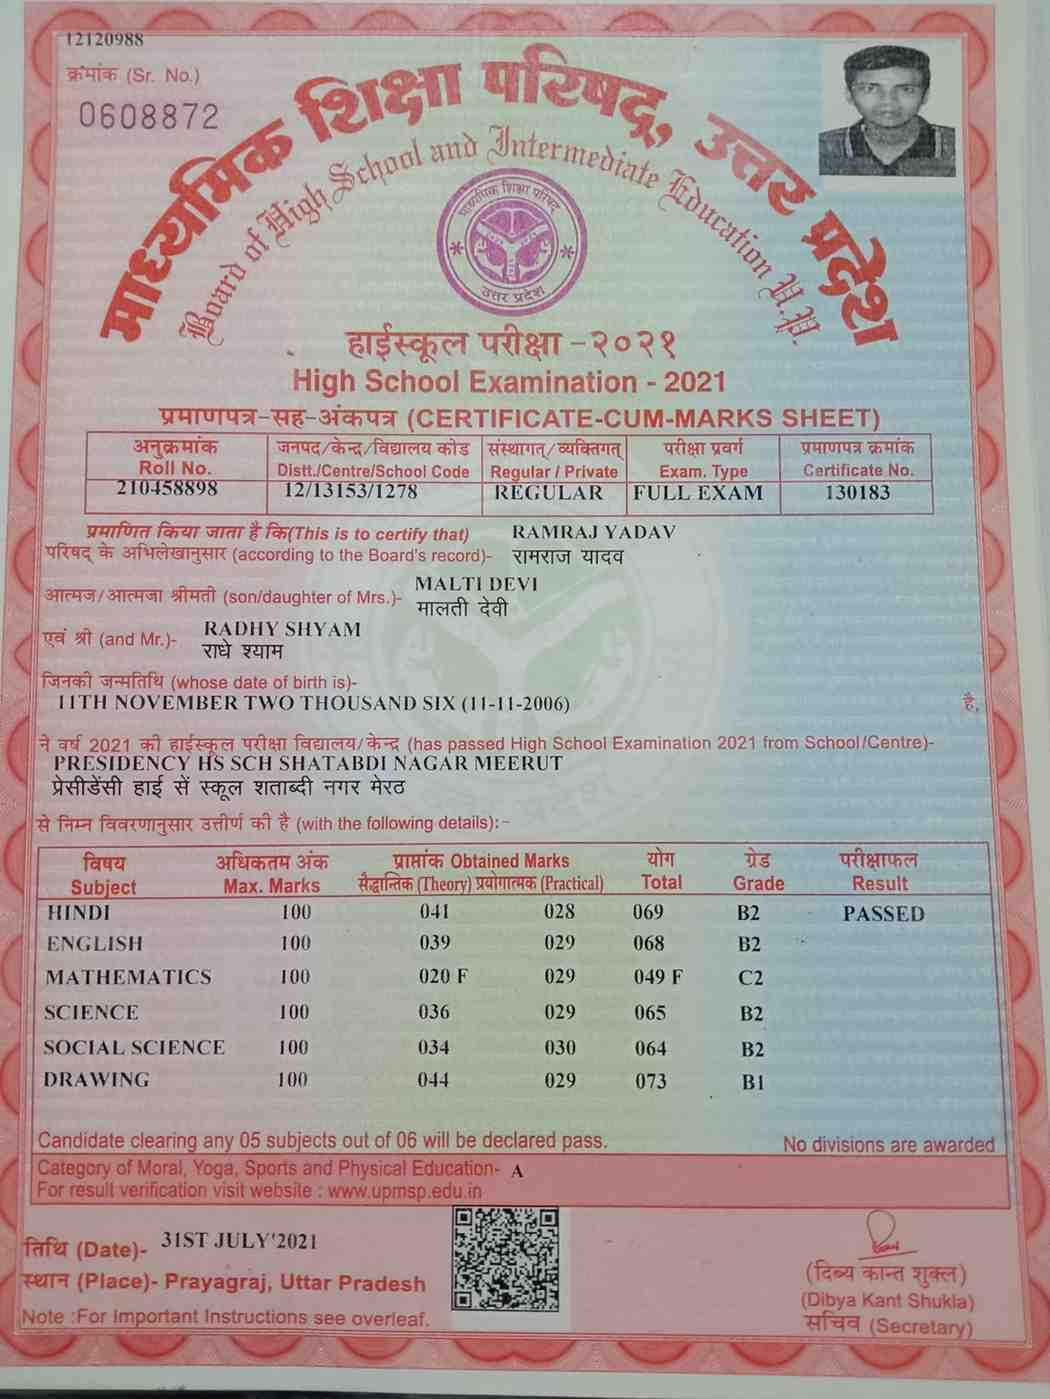 12120988
क्रमांक (Sr. No.)
0608872
माध्यमिक शिक्षा परिषद, उत्तर प्रदेश
Board of High School and Intermediate Education U.P.
माध्यमिक शिक्षा परिषद
उत्तर प्रदेश
हाईस्कूल परीक्षा -२०२१
High School Examination - 2021
प्रमाणपत्र-सह-अंकपत्र (CERTIFICATE-CUM-MARKS SHEET)
अनुक्रमांक जनपद/केन्द्र/विद्यालय कोड संस्थागत्/व्यक्तिगत् परीक्षा प्रवर्ग प्रमाणपत्र क्रमांक
Roll No. Distt./Centre/School Code Regular / Private Exam. Type Certificate No.
210458898 12/13153/1278 REGULAR FULL EXAM 130183
प्रमाणित किया जाता है कि(This is to certify that) RAMRAJ YADAV
परिषद् के अभिलेखानुसार (according to the Board's record)- रामराज यादव
MALTI DEVI
आत्मज/आत्मजा श्रीमती (son/daughter of Mrs.)- मालती देवी
RADHY SHYAM
एवं श्री (and Mr.)- राधे श्याम
जिनकी जन्मतिथि (whose date of birth is)-
11TH NOVEMBER TWO THOUSAND SIX (11-11-2006) है,
ने वर्ष 2021 की हाईस्कूल परीक्षा विद्यालय/केन्द्र (has passed High School Examination 2021 from School/Centre)-
PRESIDENCY HS SCH SHATABDI NAGAR MEERUT
प्रेसीडेंसी हाई सें स्कूल शताब्दी नगर मेरठ
से निम्न विवरणानुसार उत्तीर्ण की है (with the following details):-
विषय अधिकतम अंक प्राप्तांक Obtained Marks योग ग्रेड परीक्षाफल
Subject Max. Marks सैद्धान्तिक (Theory) प्रयोगात्मक (Practical) Total Grade Result
HINDI 100 041 028 069 B2 PASSED
ENGLISH 100 039 029 068 B2
MATHEMATICS 100 020 F 029 049 F C2
SCIENCE 100 036 029 065 B2
SOCIAL SCIENCE 100 034 030 064 B2
DRAWING 100 044 029 073 B1
Candidate clearing any 05 subjects out of 06 will be declared pass. No divisions are awarded
Category of Moral, Yoga, Sports and Physical Education- A
For result verification visit website : www.upmsp.edu.in
तिथि (Date)- 31ST JULY'2021
स्थान (Place)- Prayagraj, Uttar Pradesh
Note :For Important Instructions see overleaf.
(दिब्य कान्त शुक्ल)
(Dibya Kant Shukla)
सचिव (Secretary)